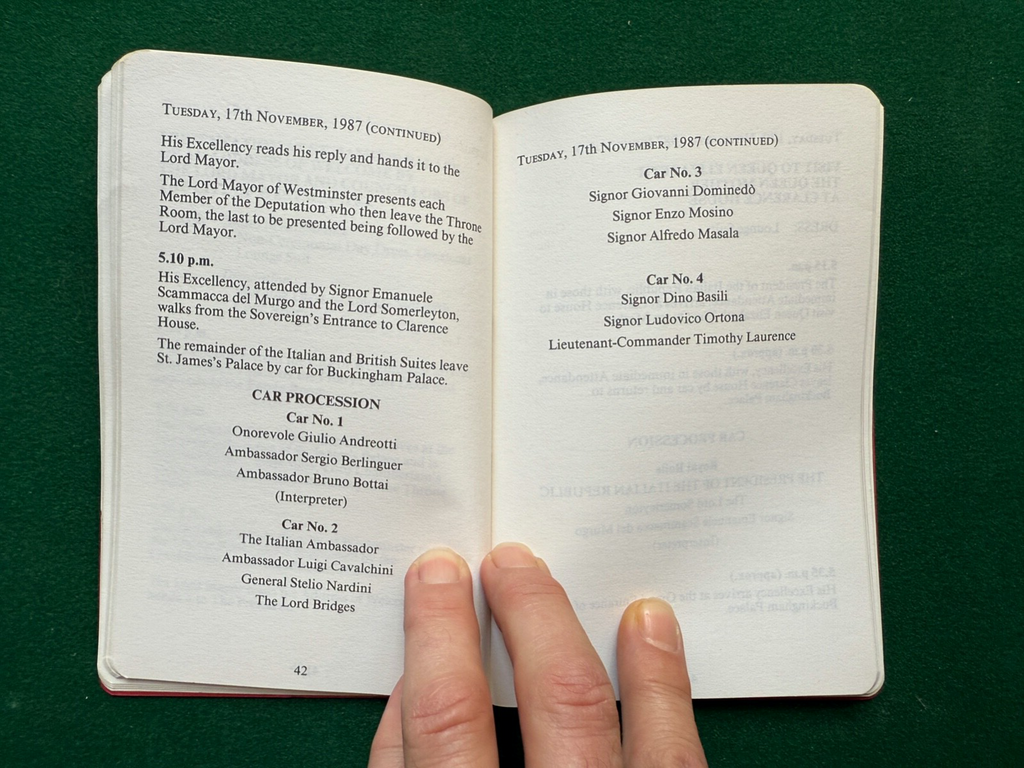 TUESDAY, 17th NOVEMBER, 1987 (CONTINUED)
His Excellency reads his reply and hands it to the
Lord Mayor.
The Lord Mayor of Westminster presents each
Member of the Deputation who then leave the Throne
Room, the last to be presented being followed by the
Lord Mayor.
5.10 p.m.
His Excellency, attended by Signor Emanuele
Scammacca del Murgo and the Lord Somerleyton,
walks from the Sovereign's Entrance to Clarence
House.
The remainder of the Italian and British Suites leave
St. James's Palace by car for Buckingham Palace.
CAR PROCESSION
Car No. 1
Onorevole Giulio Andreotti
Ambassador Sergio Berlinguer
Ambassador Bruno Bottai
(Interpreter)
Car No. 2
The Italian Ambassador
Ambassador Luigi Cavalchini
General Stelio Nardini
The Lord Bridges
42
TUESDAY, 17th NOVEMBER, 1987 (CONTINUED)
Car No. 3
Signor Giovanni Dominedò
Signor Enzo Mosino
Signor Alfredo Masala
Car No. 4
Signor Dino Basili
Signor Ludovico Ortona
Lieutenant-Commander Timothy Laurence